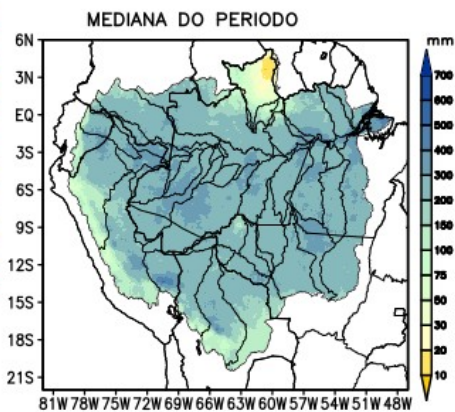 MEDIANA DO PERIODO
mm
6N
3N
EQ
3S
6S
9S
12S
15S
18S
21S
81W 78W 75W 72W 69W 66W 63W 60W 57W 54W 51W 48W
700
600
500
400
300
200
150
100
75
50
30
20
10